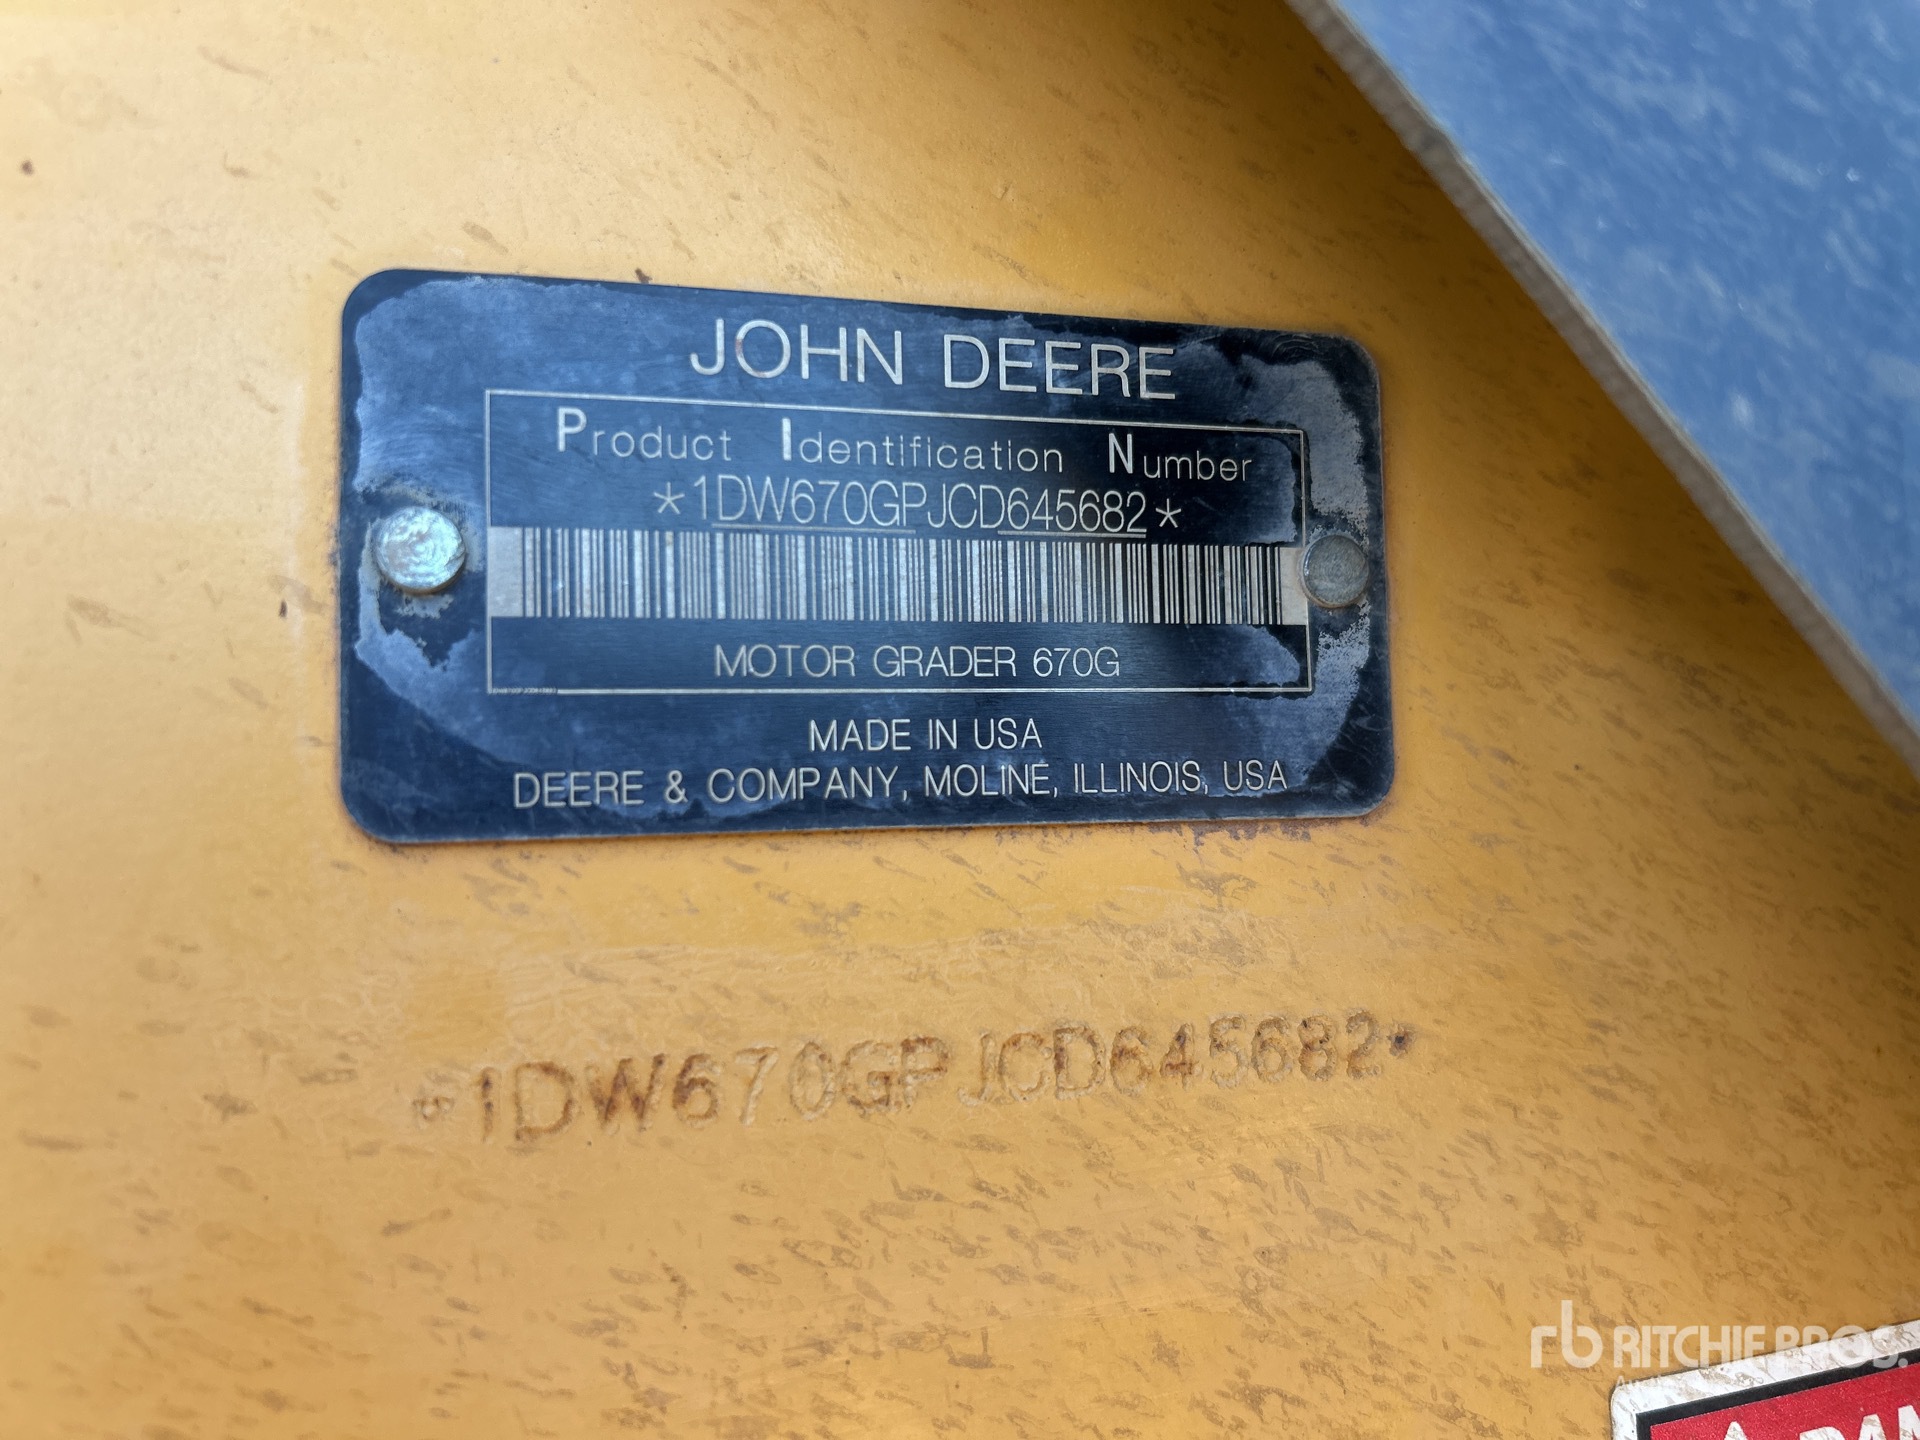 JOHN DEERE
Product Identification Number
*1DW670GPJCD645682*
MOTOR GRADER 670G
MADE IN USA
DEERE & COMPANY, MOLINE, ILLINOIS, USA
*1DW670GPJCD645682*
rb RITCHIE BROS.